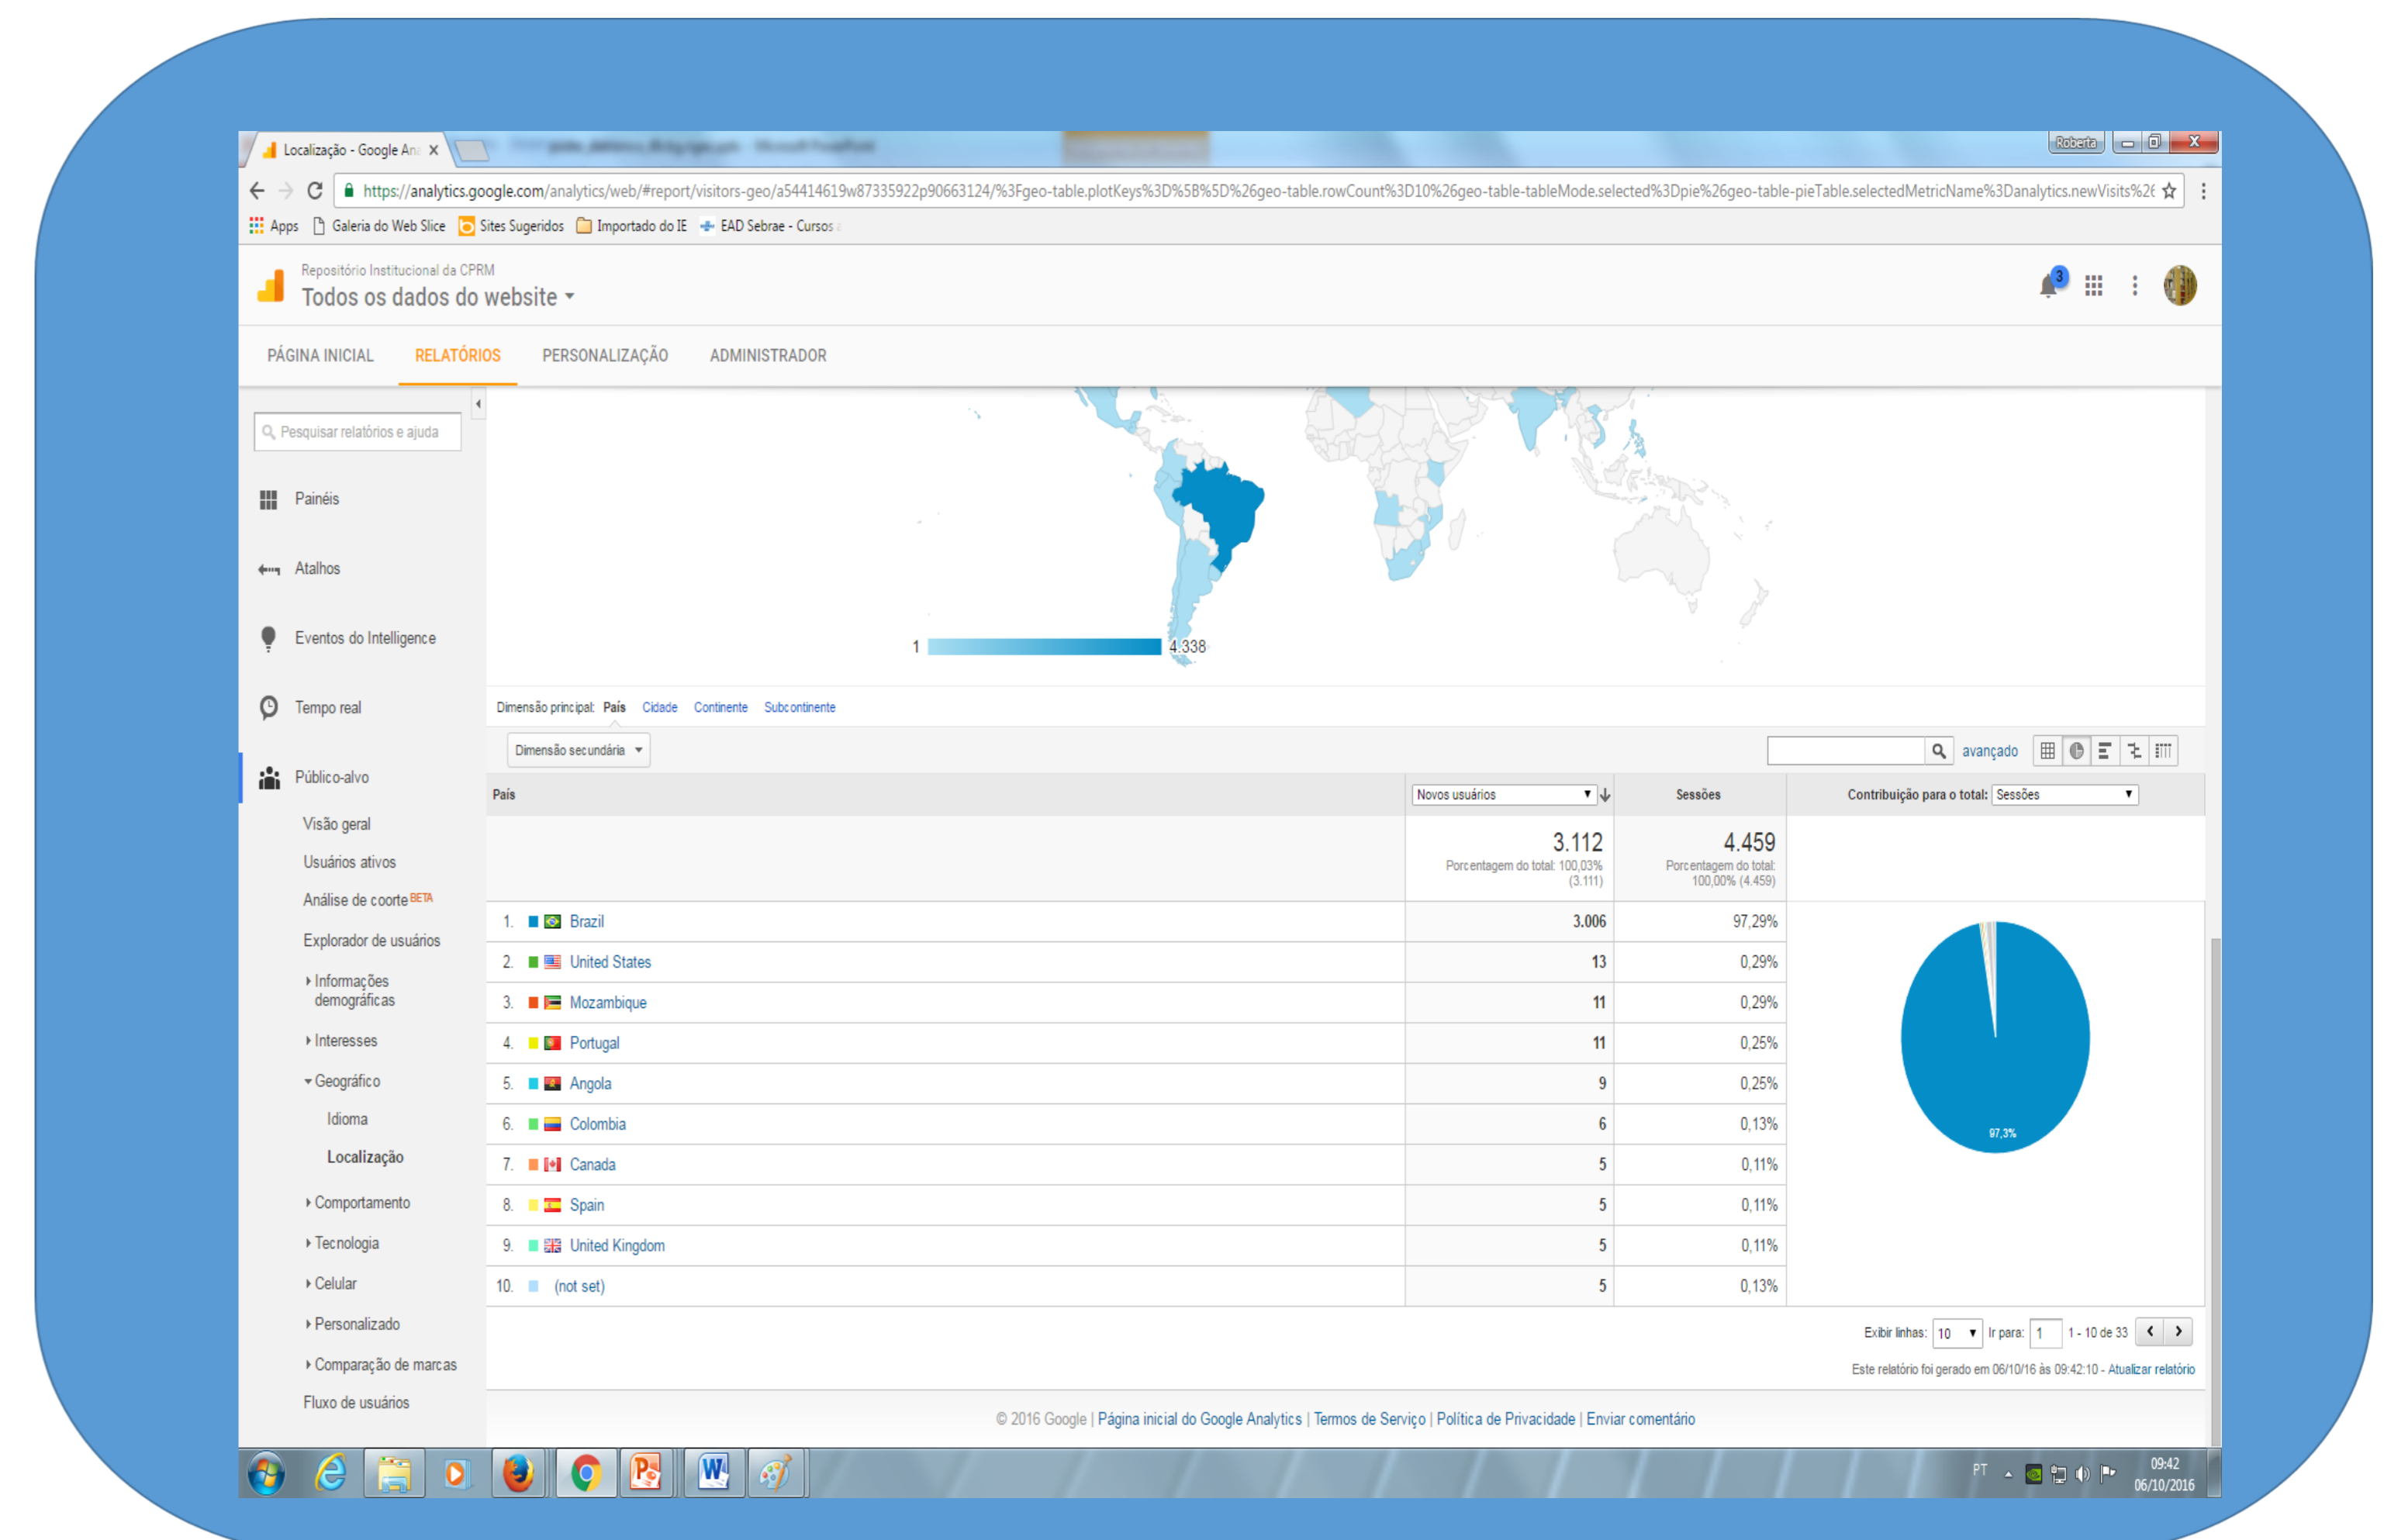 Localização - Google An
Roberta
https://analytics.google.com/analytics/web/#report/visitors-geo/a54414619w87335922p90663124/%3Fgeo-table.plotKeys%3D%5B%5D%26geo-table.rowCount%3D10%26geo-table-tableMode.selected%3Dpie%26geo-table-pieTable.selectedMetricName%3Danalytics.newVisits%26
Apps Galeria do Web Slice Sites Sugeridos Importado do IE EAD Sebrae - Cursos a
Repositório Institucional da CPRM
Todos os dados do website
3
PÁGINA INICIAL RELATÓRIOS PERSONALIZAÇÃO ADMINISTRADOR
Pesquisar relatórios e ajuda
Painéis
Atalhos
Eventos do Intelligence
Tempo real
Público-alvo
Visão geral
Usuários ativos
Análise de coorte BETA
Explorador de usuários
Informações
demográficas
Interesses
Geográfico
Idioma
Localização
Comportamento
Tecnologia
Celular
Personalizado
Comparação de marcas
Fluxo de usuários
1 4.338
Dimensão principal: País Cidade Continente Subcontinente
Dimensão secundária
avançado
País Novos usuários Sessões Contribuição para o total: Sessões
3.112 4.459
Porcentagem do total: 100,03% Porcentagem do total:
(3.111) 100,00% (4.459)
1. Brazil 3.006 97,29%
2. United States 13 0,29%
3. Mozambique 11 0,29%
4. Portugal 11 0,25%
5. Angola 9 0,25%
6. Colombia 6 0,13%
7. Canada 5 0,11%
8. Spain 5 0,11%
9. United Kingdom 5 0,11%
10. (not set) 5 0,13%
97,3%
Exibir linhas: 10 Ir para: 1 1 - 10 de 33
Este relatório foi gerado em 06/10/16 às 09:42:10 - Atualizar relatório
© 2016 Google | Página inicial do Google Analytics | Termos de Serviço | Política de Privacidade | Enviar comentário
PT
09:42
06/10/2016